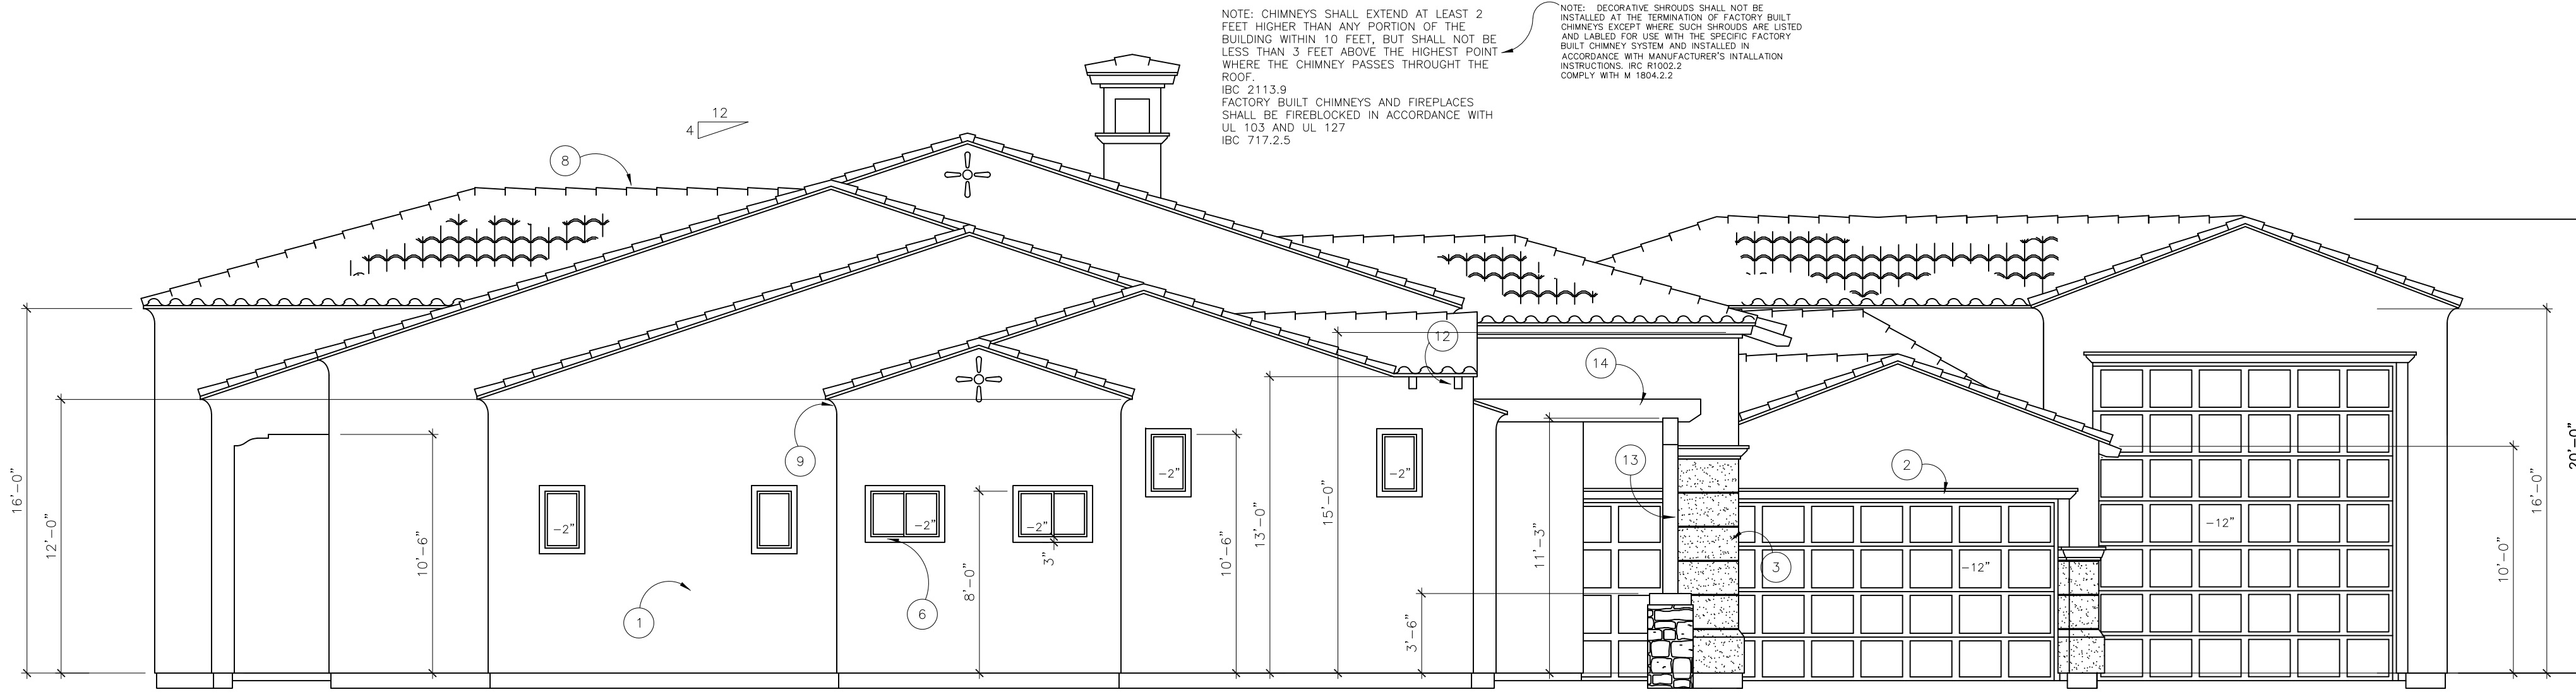 NOTE: CHIMNEYS SHALL EXTEND AT LEAST 2
FEET HIGHER THAN ANY PORTION OF THE
BUILDING WITHIN 10 FEET, BUT SHALL NOT BE
LESS THAN 3 FEET ABOVE THE HIGHEST POINT
WHERE THE CHIMNEY PASSES THROUGHT THE
ROOF.
IBC 2113.9
FACTORY BUILT CHIMNEYS AND FIREPLACES
SHALL BE FIREBLOCKED IN ACCORDANCE WITH
UL 103 AND UL 127
IBC 717.2.5
NOTE: DECORATIVE SHROUDS SHALL NOT BE
INSTALLED AT THE TERMINATION OF FACTORY BUILT
CHIMNEYS EXCEPT WHERE SUCH SHROUDS ARE LISTED
AND LABLED FOR USE WITH THE SPECIFIC FACTORY
BUILT CHIMNEY SYSTEM AND INSTALLED IN
ACCORDANCE WITH MANUFACTURER'S INTALLATION
INSTRUCTIONS. IRC R1002.2
COMPLY WITH M 1804.2.2
12
4
8
12
14
9
13
2
16'-0"
12'-0"
10'-6"
-2"
-2"
-2"
3"
8'-0"
-2"
10'-6"
13'-0"
15'-0"
-2"
11'-3"
3'-6"
3
-12"
-12"
10'-0"
16'-0"
20'-0"
1
6